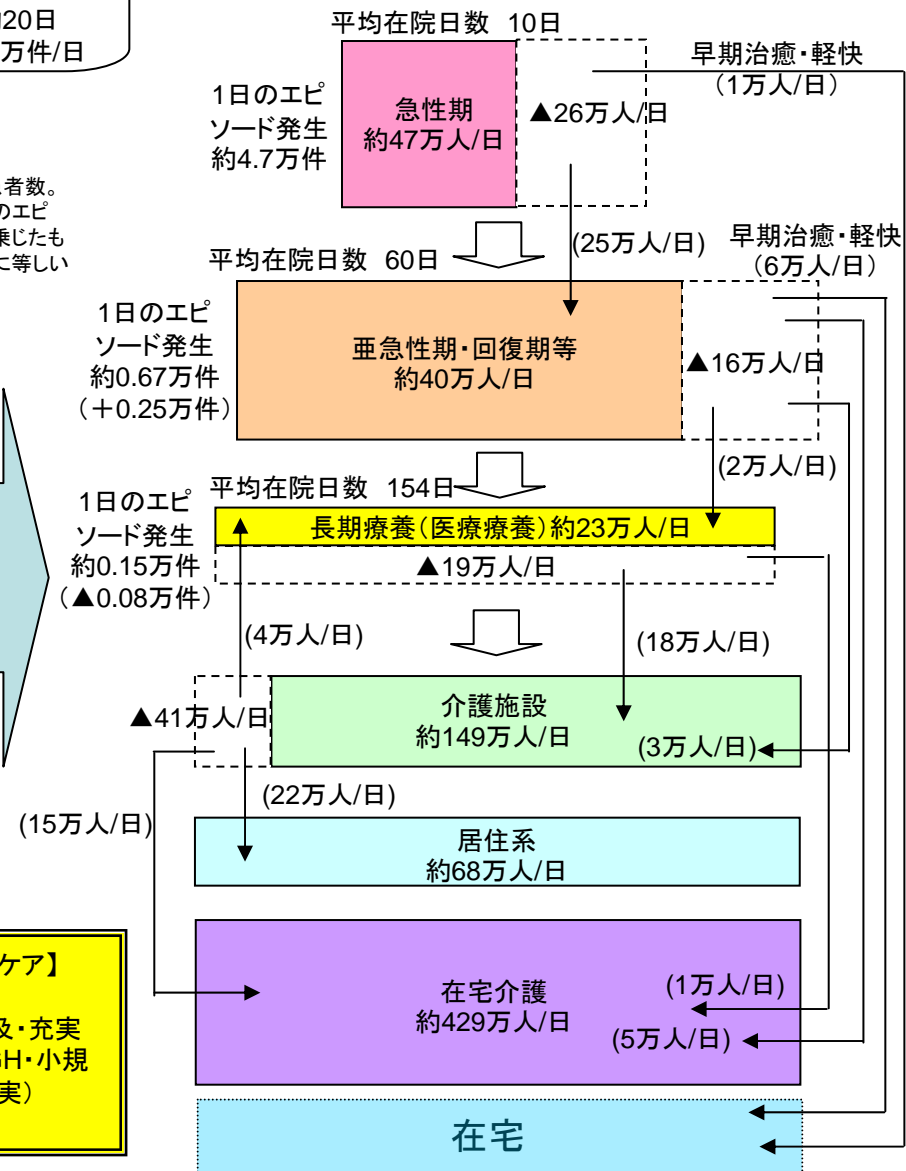 20日
万件/日
平均在院日数 10日
早期治癒・軽快
（1万人/日）
1日のエピ
ソード発生
約4.7万件
急性期
約47万人/日
▲26万人/日
者数。
のエピ
乗じたも
に等しい
(25万人/日)
早期治癒・軽快
（6万人/日）
平均在院日数 60日
1日のエピ
ソード発生
約0.67万件
（＋0.25万件）
亜急性期・回復期等
約40万人/日
▲16万人/日
(2万人/日)
平均在院日数 154日
1日のエピ
ソード発生
約0.15万件
（▲0.08万件）
長期療養（医療療養）約23万人/日
▲19万人/日
(4万人/日)
(18万人/日)
▲41万人/日
介護施設
約149万人/日
(3万人/日)
(22万人/日)
(15万人/日)
居住系
約68万人/日
ケア】
及・充実
GH・小規
実）
在宅介護
約429万人/日
(1万人/日)
(5万人/日)
在宅